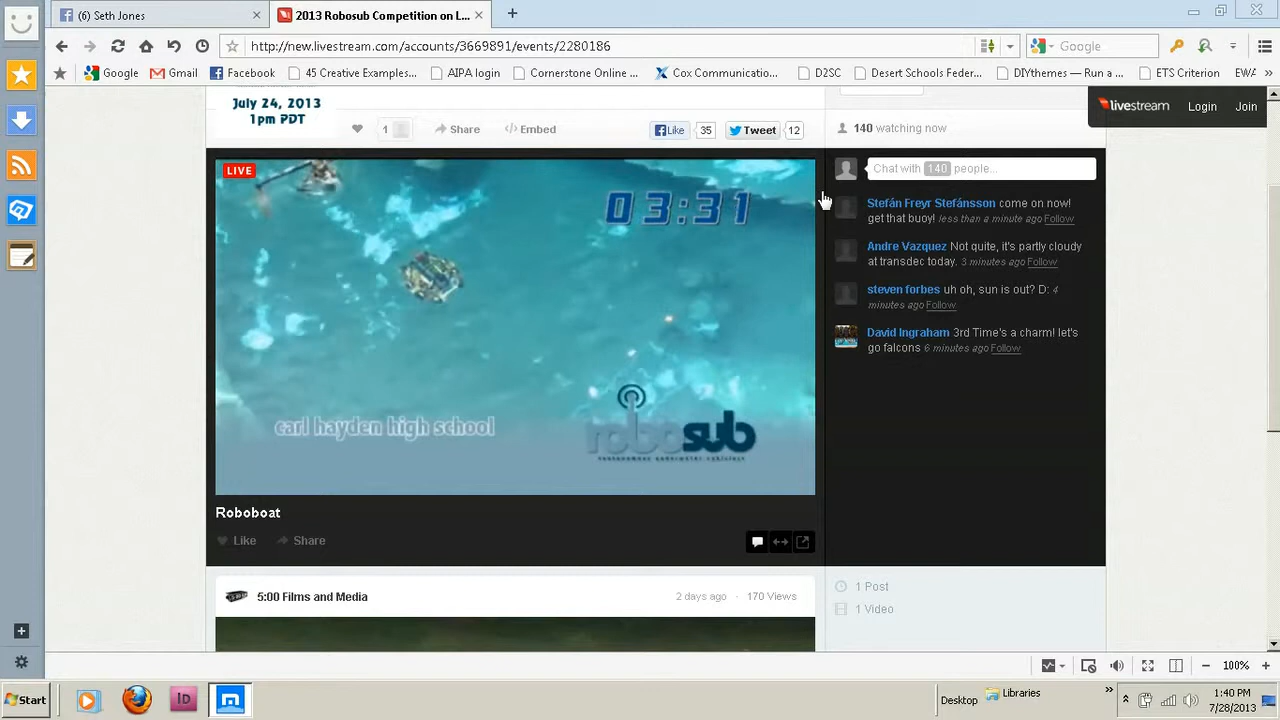 (6) Seth Jones
2013 Robosub Competition on L...
http://new.livestream.com/accounts/3669891/events/2280186
Google
Google
Gmail
Facebook
45 Creative Examples...
AIPA login
Cornerstone Online ...
Cox Communicatio...
D2SC
Desert Schools Feder...
DIYthemes — Run a ...
ETS Criterion
EWA
»
July 24, 2013
1pm PDT
1
Share
Embed
Like
35
Tweet
12
140 watching now
livestream
Login
Join
LIVE
03:31
carl hayden high school
robosub
autonomous underwater vehicles
Chat with 140 people...
Stefán Freyr Stefánsson come on now!
get that buoy! less than a minute ago Follow
Andre Vazquez Not quite, it's partly cloudy
at transdec today. 3 minutes ago Follow
steven forbes uh oh, sun is out? D: 4
minutes ago Follow
David Ingraham 3rd Time's a charm! let's
go falcons 6 minutes ago Follow
Roboboat
Like
Share
5:00 Films and Media
2 days ago · 170 Views
1 Post
1 Video
100%
Start
ID
Desktop
Libraries
»
1:40 PM
7/28/2013